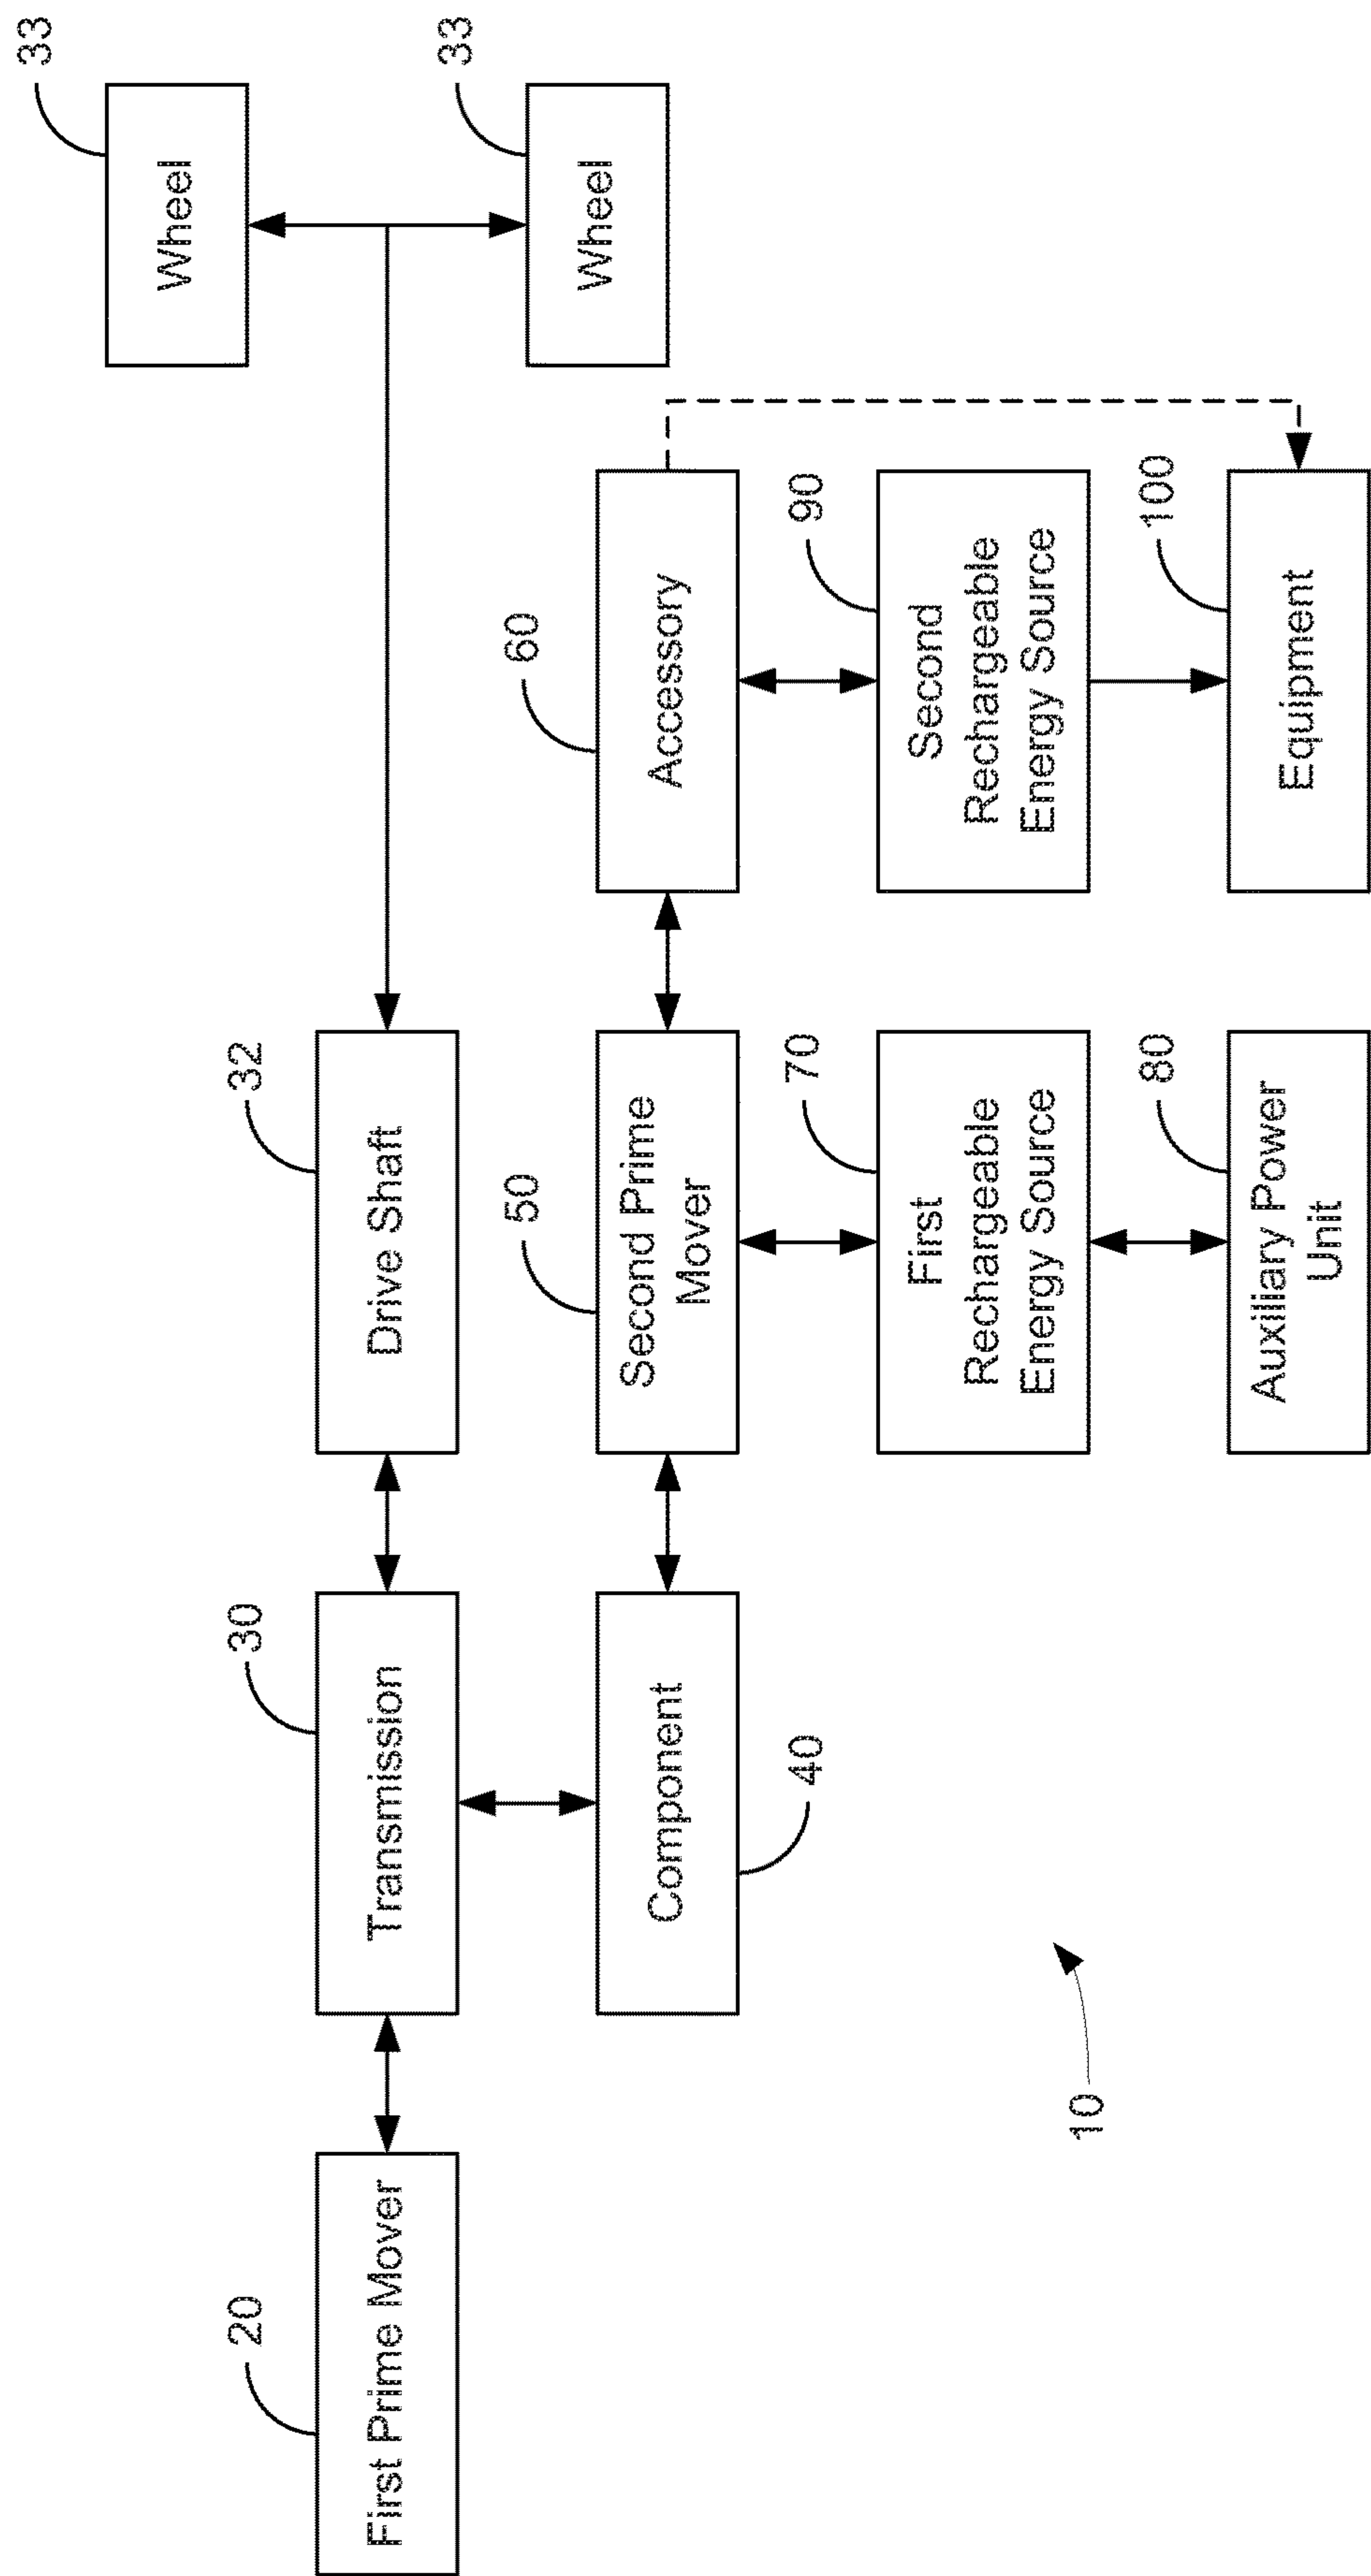 33
Wheel
33
Wheel
20
First Prime Mover
30
Transmission
32
Drive Shaft
40
Component
50
Second Prime
Mover
60
Accessory
70
First
Rechargeable
Energy Source
90
Second
Rechargeable
Energy Source
80
Auxiliary Power
Unit
100
Equipment
10